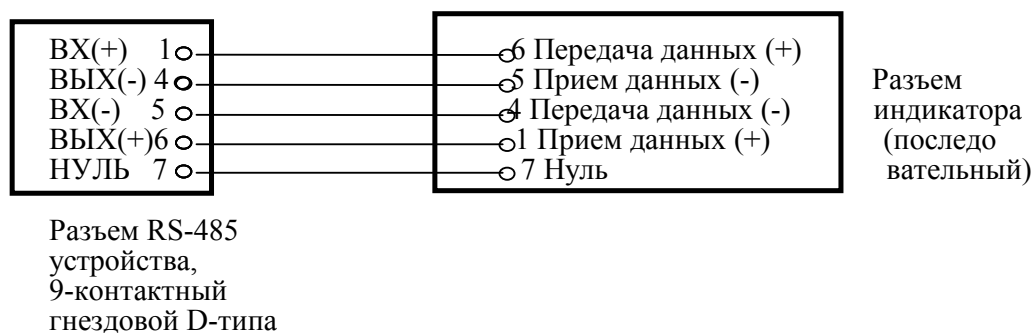 ВХ(+) 1
ВЫХ(-) 4
ВХ(-) 5
ВЫХ(+)6
НУЛЬ 7
6 Передача данных (+)
5 Прием данных (-)
4 Передача данных (-)
1 Прием данных (+)
7 Нуль
Разъем
индикатора
(последо
вательный)
Разъем RS-485
устройства,
9-контактный
гнездовой D-типа